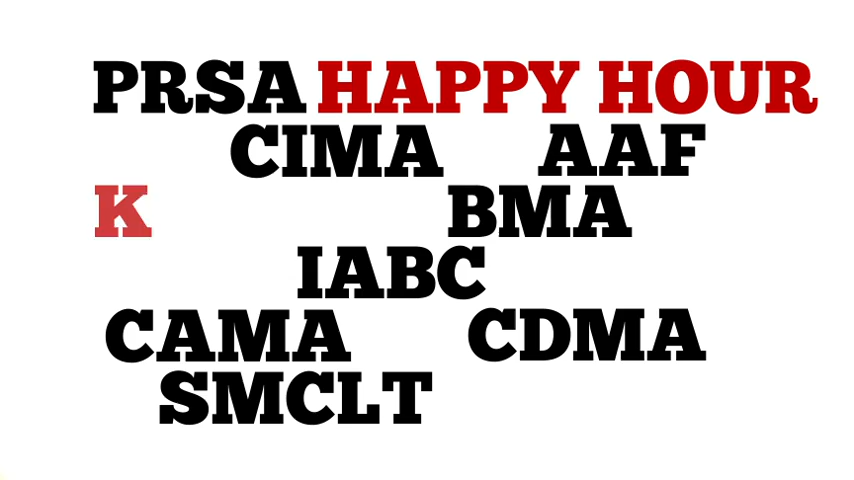 PRSA HAPPY HOUR
CIMA AAF
K BMA
IABC
CAMA CDMA
SMCLT